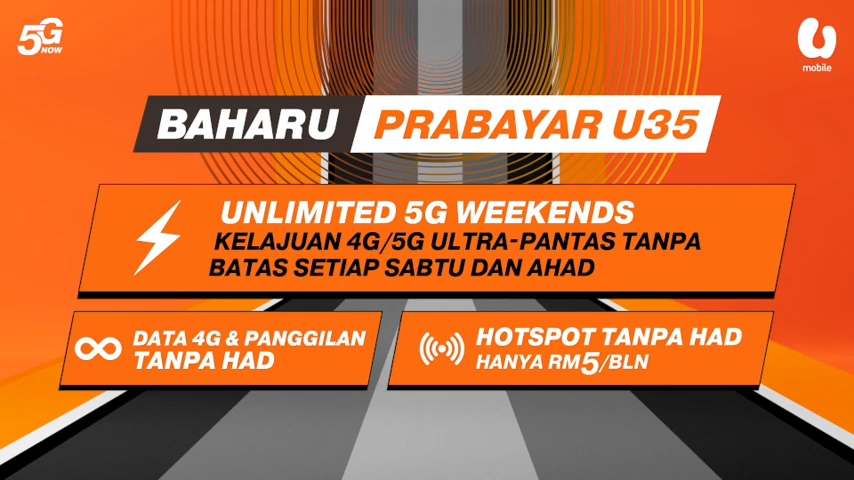 5G
NOW
mobile
BAHARU PRABAYAR U35
UNLIMITED 5G WEEKENDS
KELAJUAN 4G/5G ULTRA-PANTAS TANPA
BATAS SETIAP SABTU DAN AHAD
DATA 4G & PANGGILAN
TANPA HAD
HOTSPOT TANPA HAD
HANYA RM5/BLN